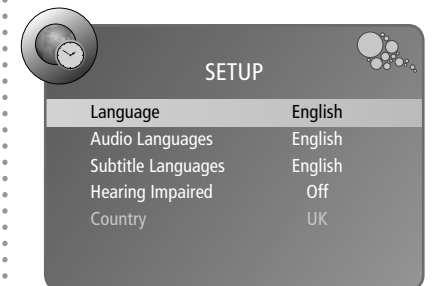 SETUP
Language English
Audio Languages English
Subtitle Languages English
Hearing Impaired Off
Country UK